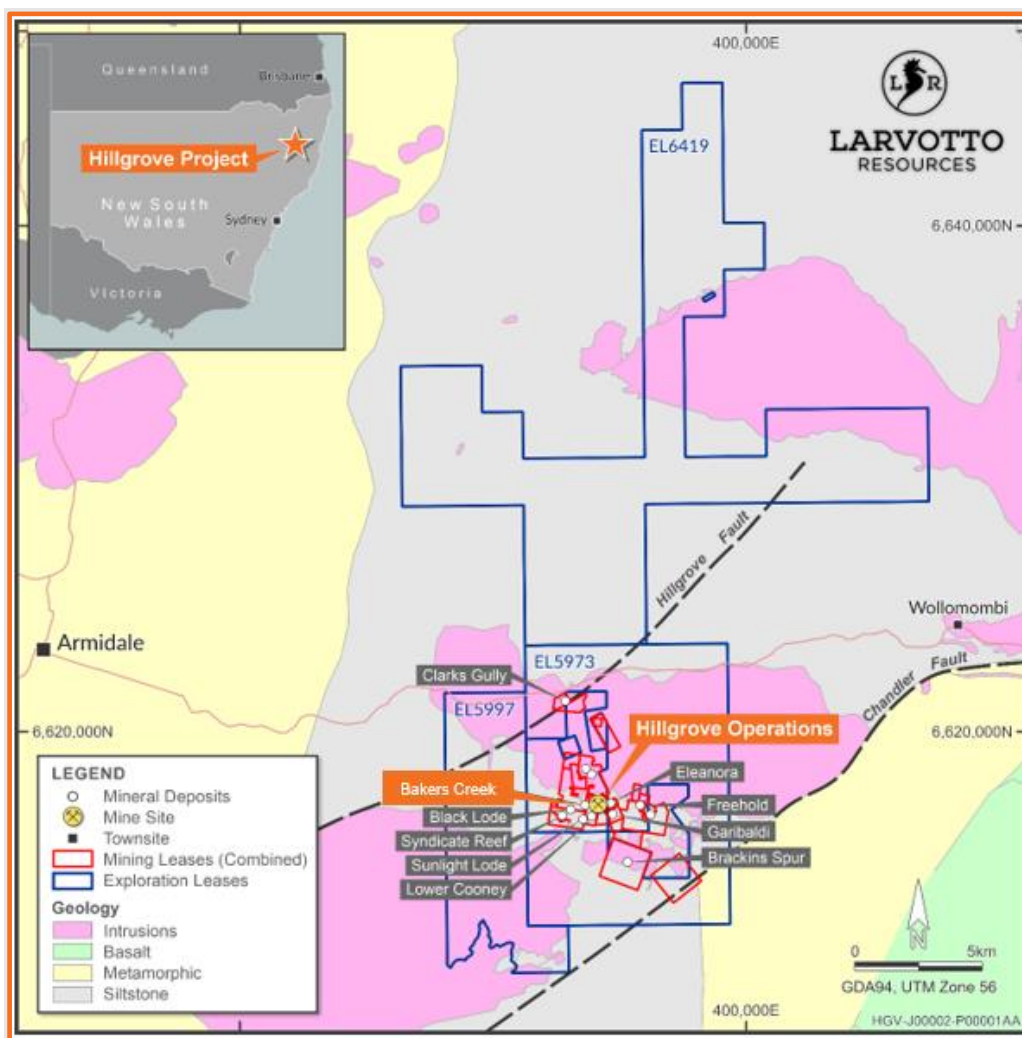 400,000E
Queensland
Brisbane
Hillgrove Project
New South
Wales
Sydney
Victoria
L R
LARVOTTO
RESOURCES
EL6419
6,640,000N
Hillgrove Fault
Wollomombi
Armidale
Chandler Fault
EL5973
Clarks Gully
EL5997
6,620,000N
6,620,000N
Hillgrove Operations
Bakers Creek
Eleanora
Black Lode
Freehold
Syndicate Reef
Garibaldi
Sunlight Lode
Brackins Spur
Lower Cooney
LEGEND
Mineral Deposits
Mine Site
Townsite
Mining Leases (Combined)
Exploration Leases
Geology
Intrusions
Basalt
Metamorphic
Siltstone
N
0 5km
GDA94, UTM Zone 56
400,000E
HGV-J00002-P00001AA